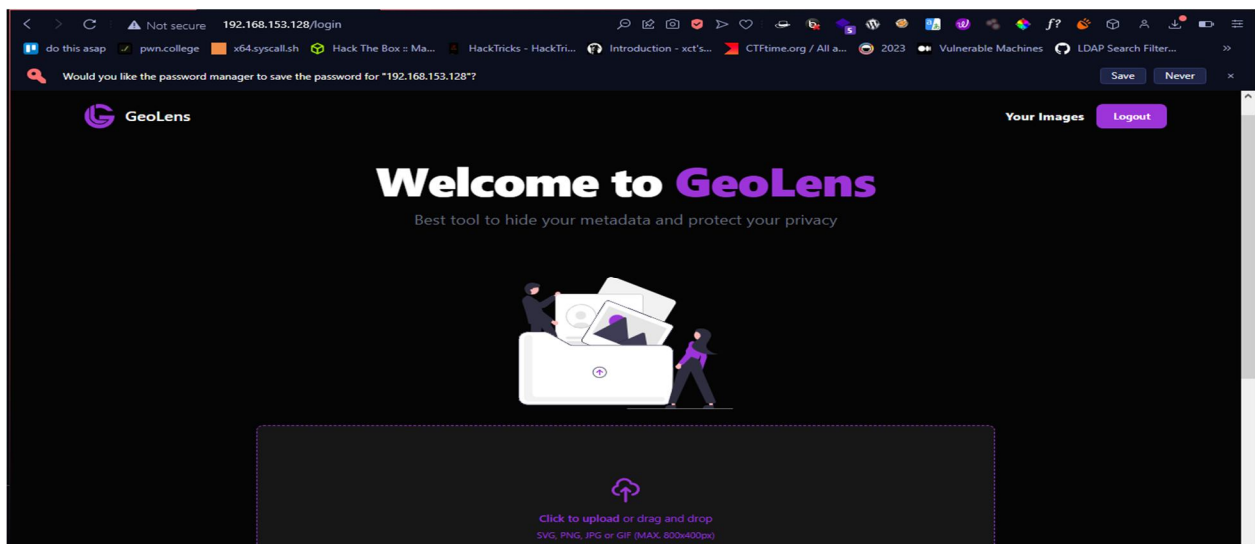 Not secure 192.168.153.128/login
do this asap pwn.college x64.syscall.sh Hack The Box :: Ma... HackTricks - HackTri... Introduction - xct's... CTFtime.org / All a... 2023 Vulnerable Machines LDAP Search Filter... »
Would you like the password manager to save the password for "192.168.153.128"? Save Never ×
GeoLens Your Images Logout
Welcome to GeoLens
Best tool to hide your metadata and protect your privacy
Click to upload or drag and drop
SVG, PNG, JPG or GIF (MAX. 800x400px)